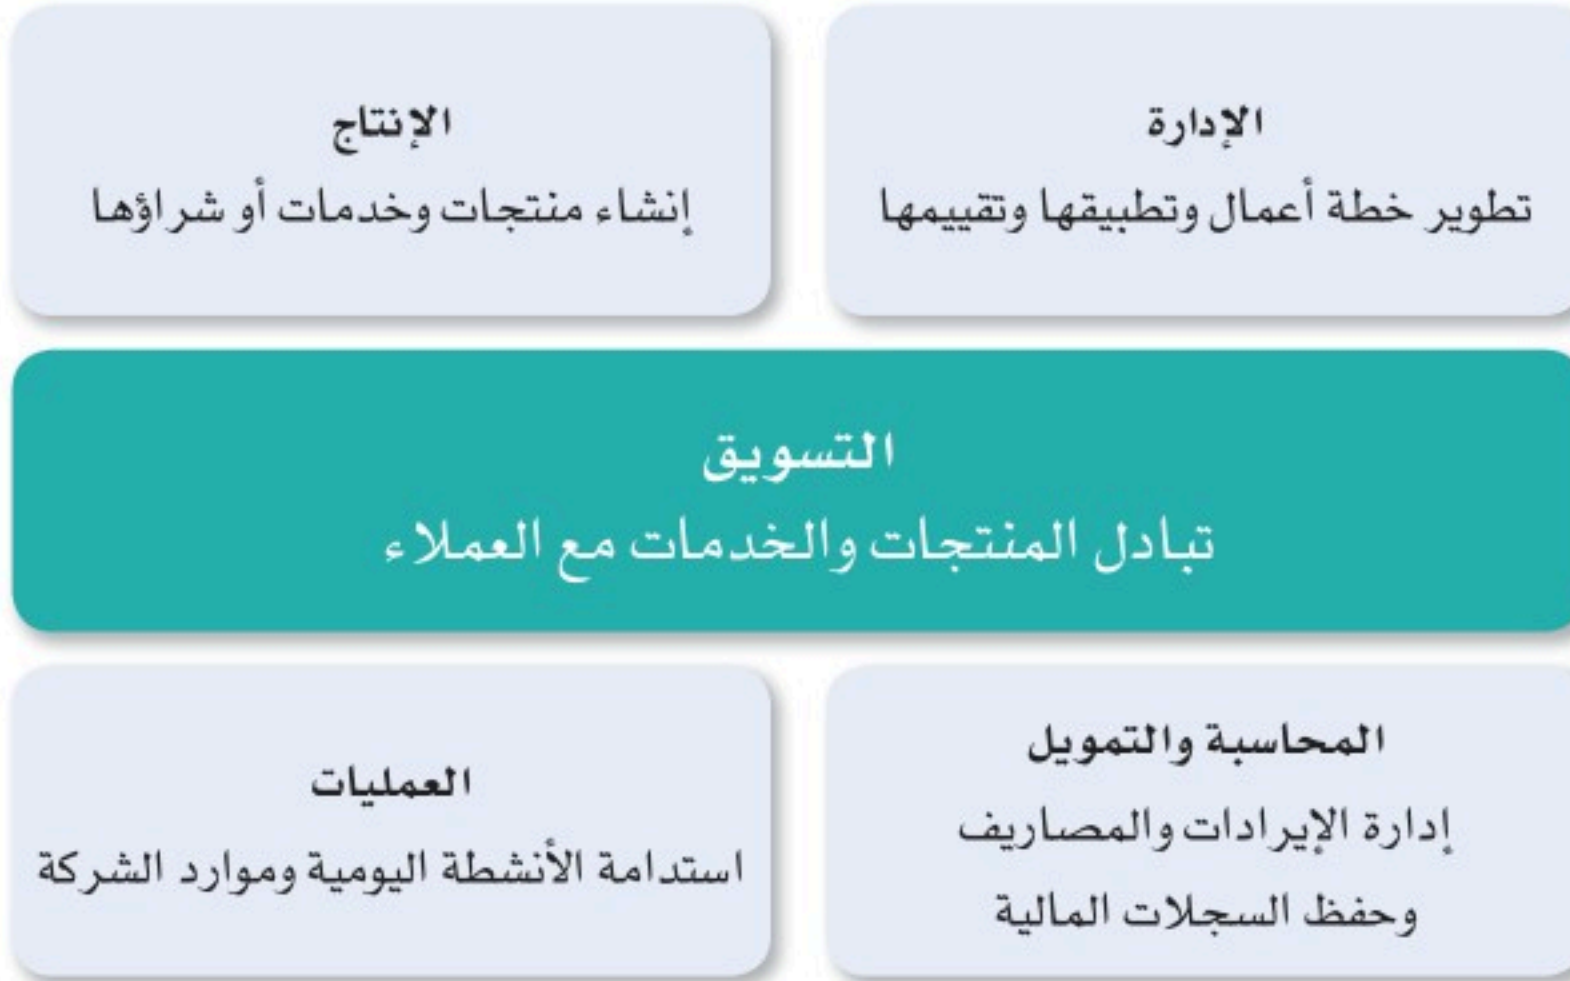 الإدارة
تطوير خطة أعمال وتطبيقها وتقييمها
الإنتاج
إنشاء منتجات وخدمات أو شراؤها
التسويق
تبادل المنتجات والخدمات مع العملاء
المحاسبة والتمويل
إدارة الإيرادات والمصاريف
وحفظ السجلات المالية
العمليات
استدامة الأنشطة اليومية وموارد الشركة